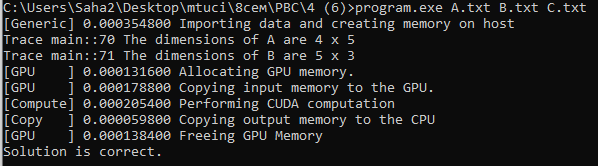 C:\Users\Saha2\Desktop\mtuci\8сем\РВС\4 (6)>program.exe A.txt B.txt C.txt
[Generic] 0.000354800 Importing data and creating memory on host
Trace main::70 The dimensions of A are 4 x 5
Trace main::71 The dimensions of B are 5 x 3
[GPU    ] 0.000131600 Allocating GPU memory.
[GPU    ] 0.000178800 Copying input memory to the GPU.
[Compute] 0.000205400 Performing CUDA computation
[Copy   ] 0.000059800 Copying output memory to the CPU
[GPU    ] 0.000138400 Freeing GPU Memory
Solution is correct.